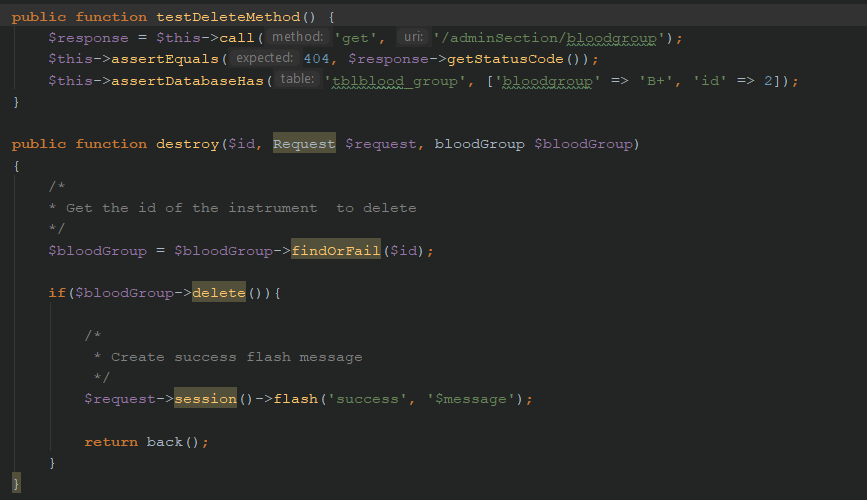 public function testDeleteMethod() {
$response = $this->call( method: 'get', uri: '/adminSection/bloodgroup');
$this->assertEquals( expected: 404, $response->getStatusCode());
$this->assertDatabaseHas( table: 'tblblood_group', ['bloodgroup' => 'B+', 'id' => 2]);
}
public function destroy($id, Request $request, bloodGroup $bloodGroup)
{
/*
* Get the id of the instrument  to delete
*/
$bloodGroup = $bloodGroup->findOrFail($id);
if($bloodGroup->delete()){
/*
* Create success flash message
*/
$request->session()->flash('success', '$message');
return back();
}
}